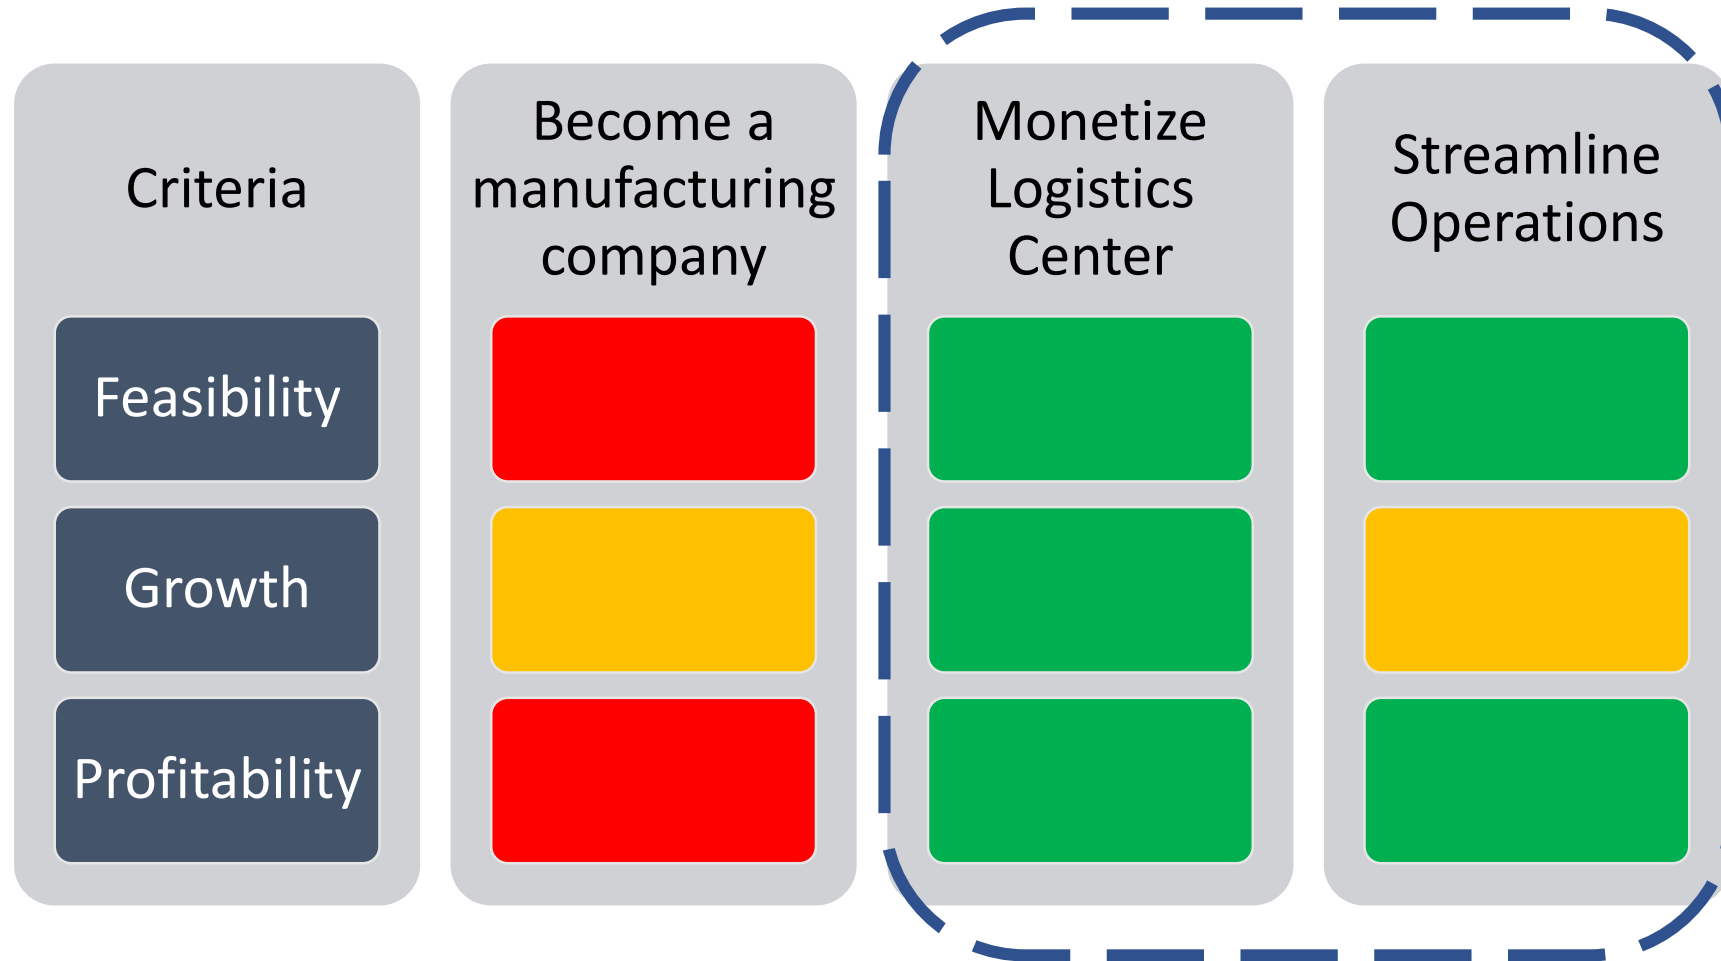 Criteria
Become a
manufacturing
company
Monetize
Logistics
Center
Streamline
Operations
Feasibility
Growth
Profitability